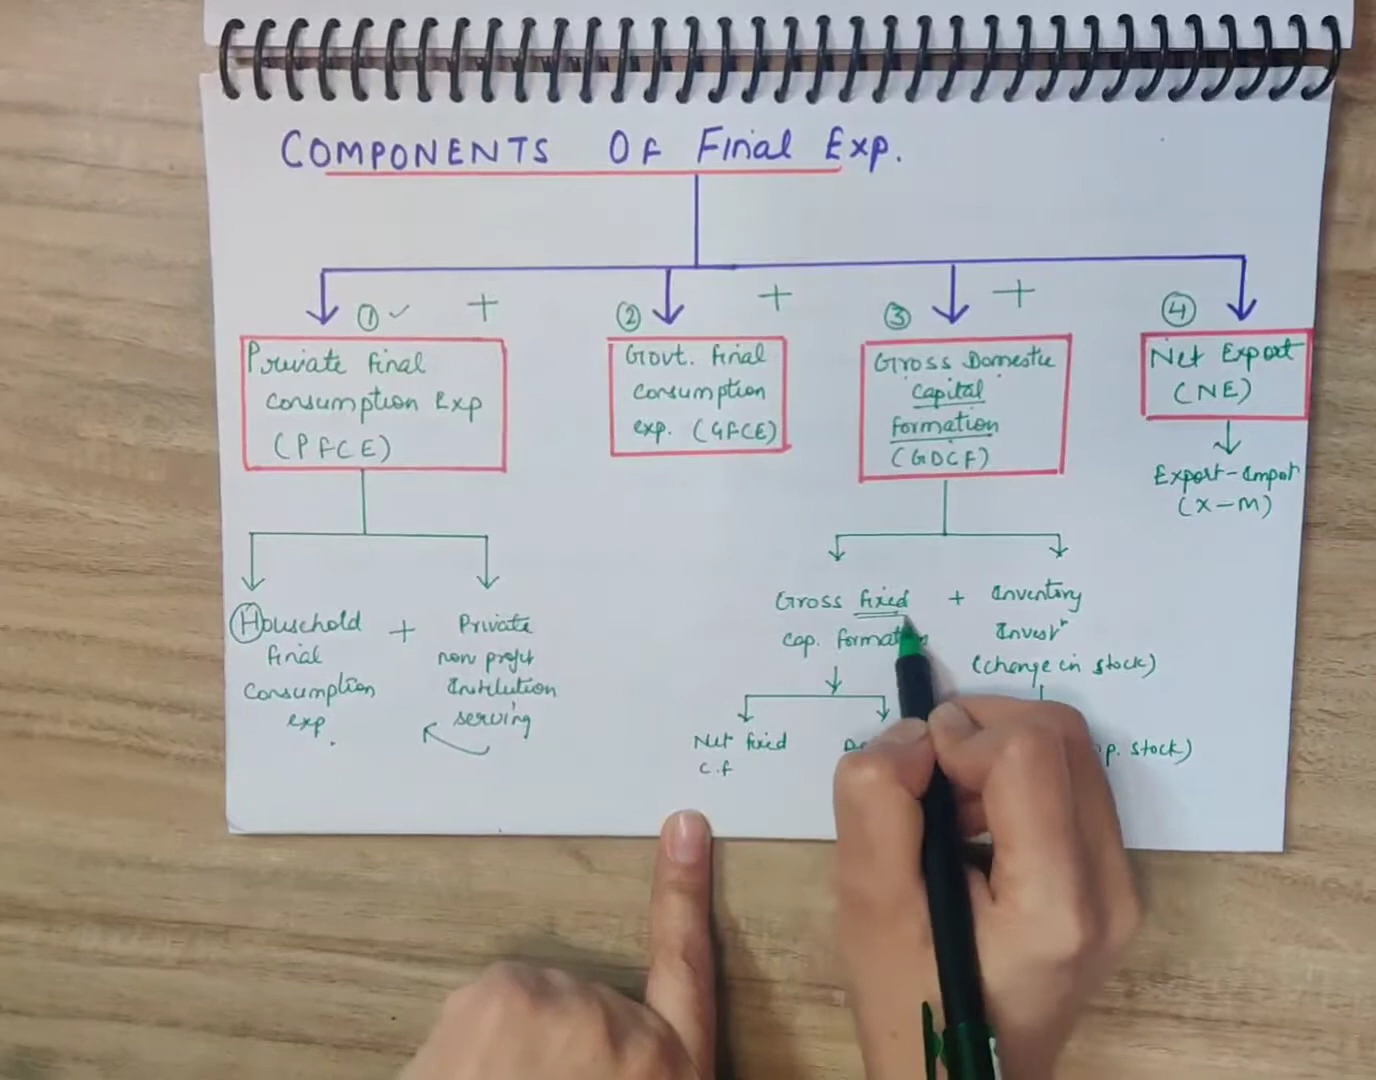 COMPONENTS OF Final Exp.
① ✓ + ② + ③ + ④
Private final
consumption Exp
(PFCE)
Govt. final
consumption
exp. (GFCE)
Gross Domestic
capital
formation
(GDCF)
Net Export
(NE)
Export-Import
(X-M)
Household
final
consumption
exp.
+
Private
non profit
Institution
serving
Gross fixed
cap. formation
+
Inventory
Invest
(change in stock)
Net fixed
c.f
p. stock)